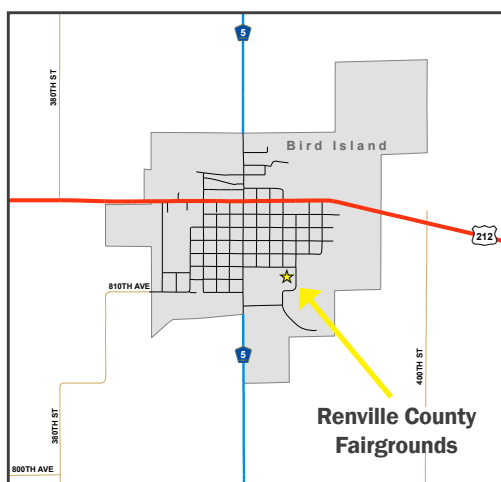 5
380TH ST
Bird Island
212
810TH AVE
5
380TH ST
400TH ST
Renville County
Fairgrounds
800TH AVE